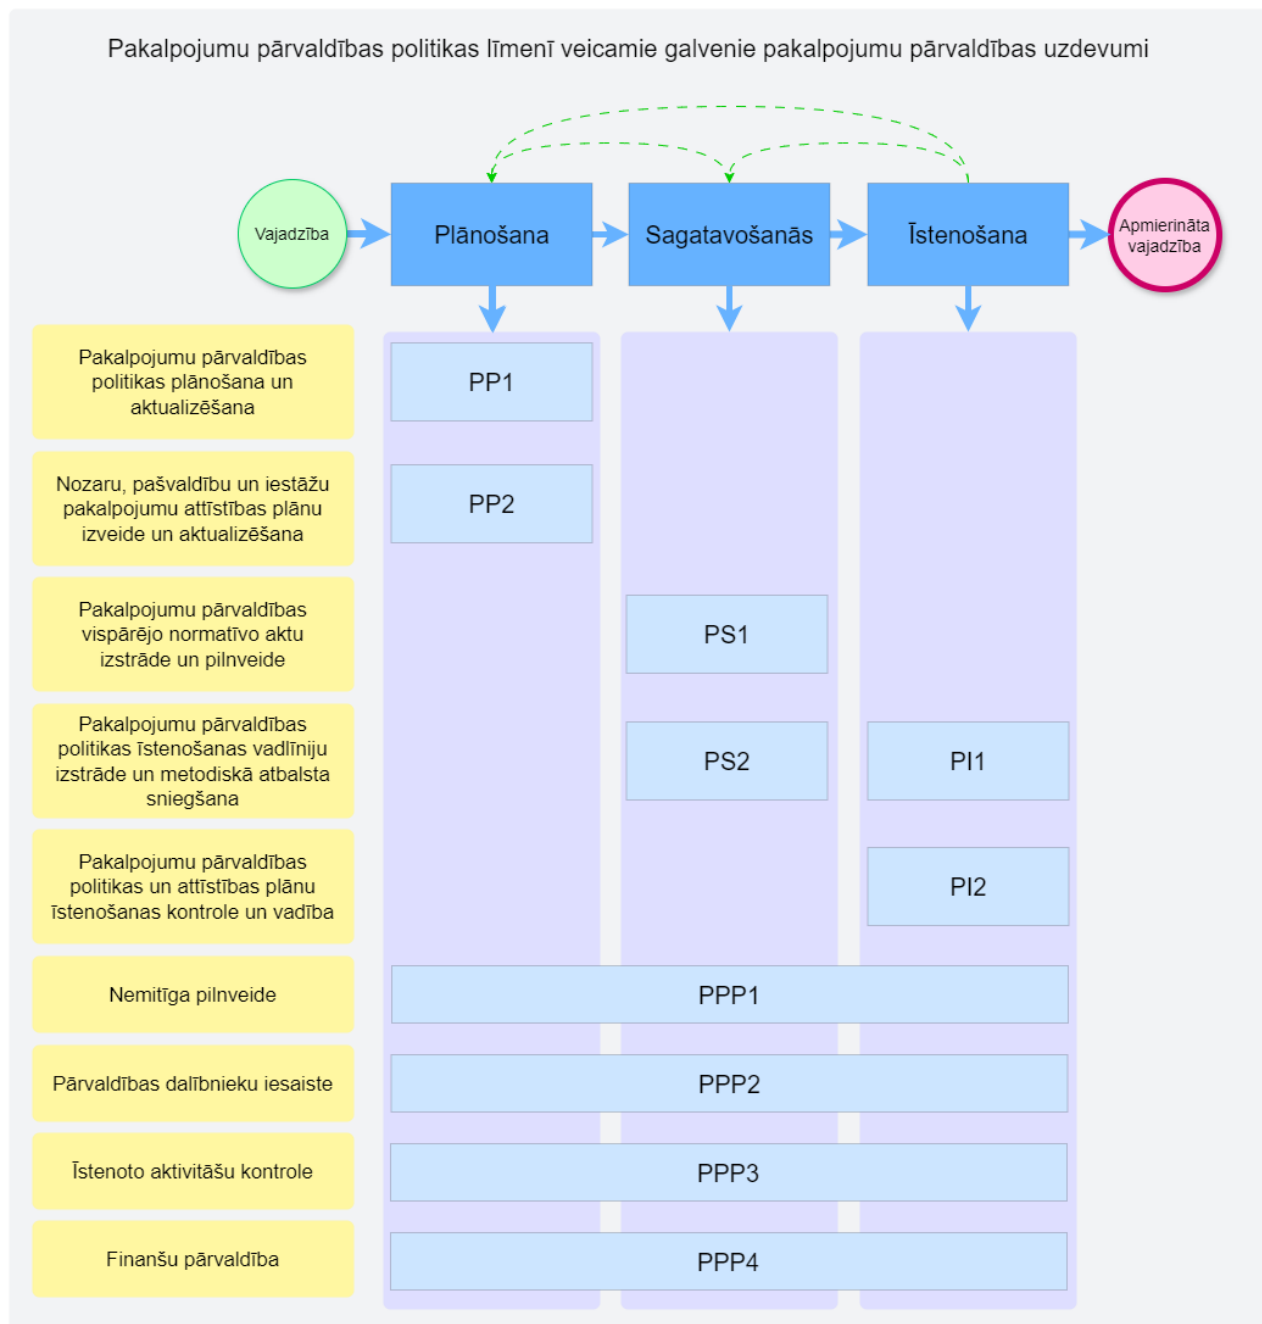 Pakalpojumu pārvaldības politikas līmenī veicamie galvenie pakalpojumu pārvaldības uzdevumi
Vajadzība
Plānošana
Sagatavošanās
Īstenošana
Apmierināta
vajadzība
Pakalpojumu pārvaldības
politikas plānošana un
aktualizēšana
PP1
Nozaru, pašvaldību un iestāžu
pakalpojumu attīstības plānu
izveide un aktualizēšana
PP2
Pakalpojumu pārvaldības
vispārējo normatīvo aktu
izstrāde un pilnveide
PS1
Pakalpojumu pārvaldības
politikas īstenošanas vadlīniju
izstrāde un metodiskā atbalsta
sniegšana
PS2
PI1
Pakalpojumu pārvaldības
politikas un attīstības plānu
īstenošanas kontrole un vadība
PI2
Nemitīga pilnveide
PPP1
Pārvaldības dalībnieku iesaiste
PPP2
Īstenoto aktivitāšu kontrole
PPP3
Finanšu pārvaldība
PPP4